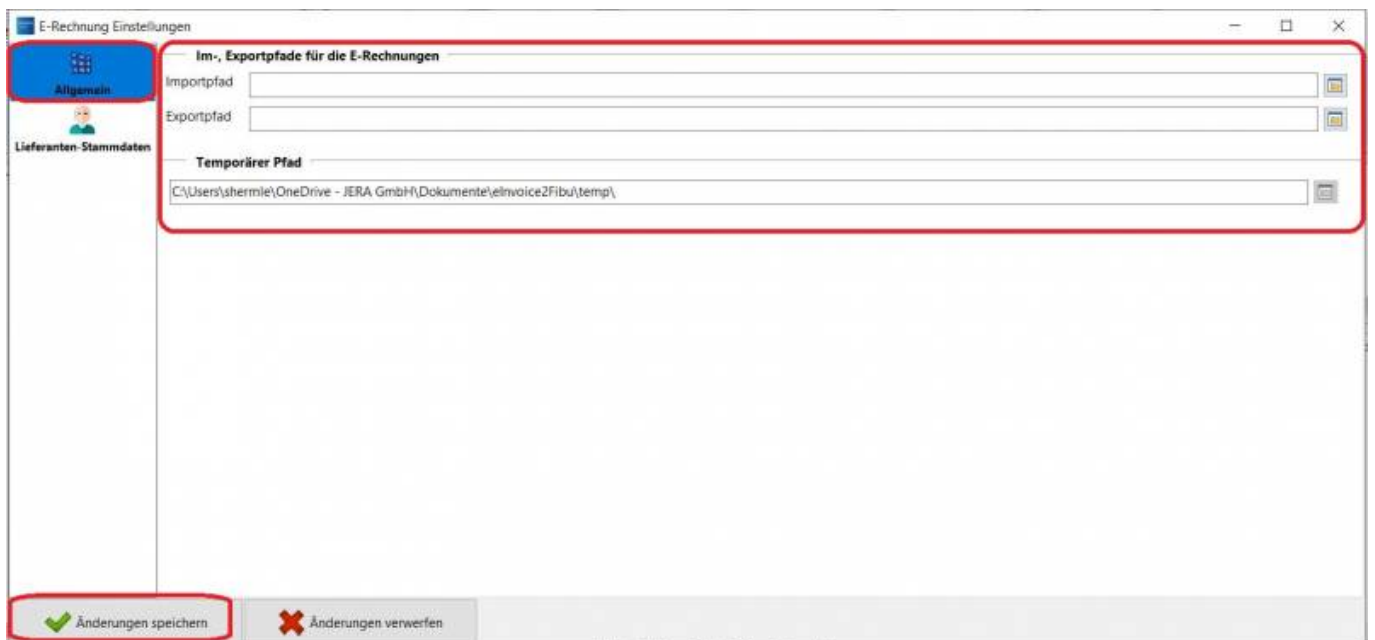 E-Rechnung Einstellungen
Allgemein
Lieferanten-Stammdaten
Im-, Exportpfade für die E-Rechnungen
Importpfad
Exportpfad
Temporärer Pfad
C:\Users\shermle\OneDrive - JERA GmbH\Dokumente\eInvoice2Fibu\temp\
Änderungen speichern
Änderungen verwerfen